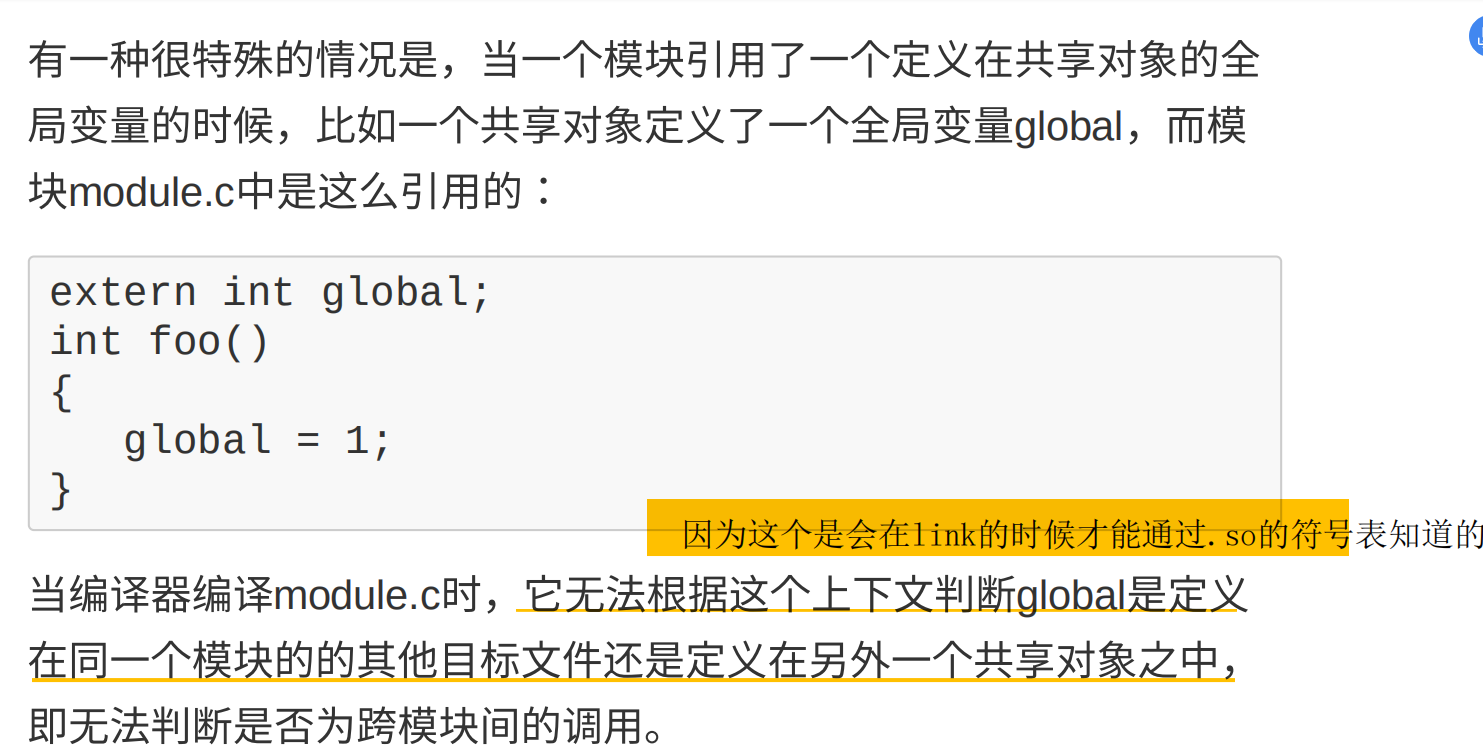 有一种很特殊的情况是，当一个模块引用了一个定义在共享对象的全
局变量的时候，比如一个共享对象定义了一个全局变量global，而模
块module.c中是这么引用的：
extern int global;
int foo()
{
global = 1;
}
因为这个是会在link的时候才能通过.so的符号表知道的
当编译器编译module.c时，它无法根据这个上下文判断global是定义
在同一个模块的的其他目标文件还是定义在另外一个共享对象之中，
即无法判断是否为跨模块间的调用。